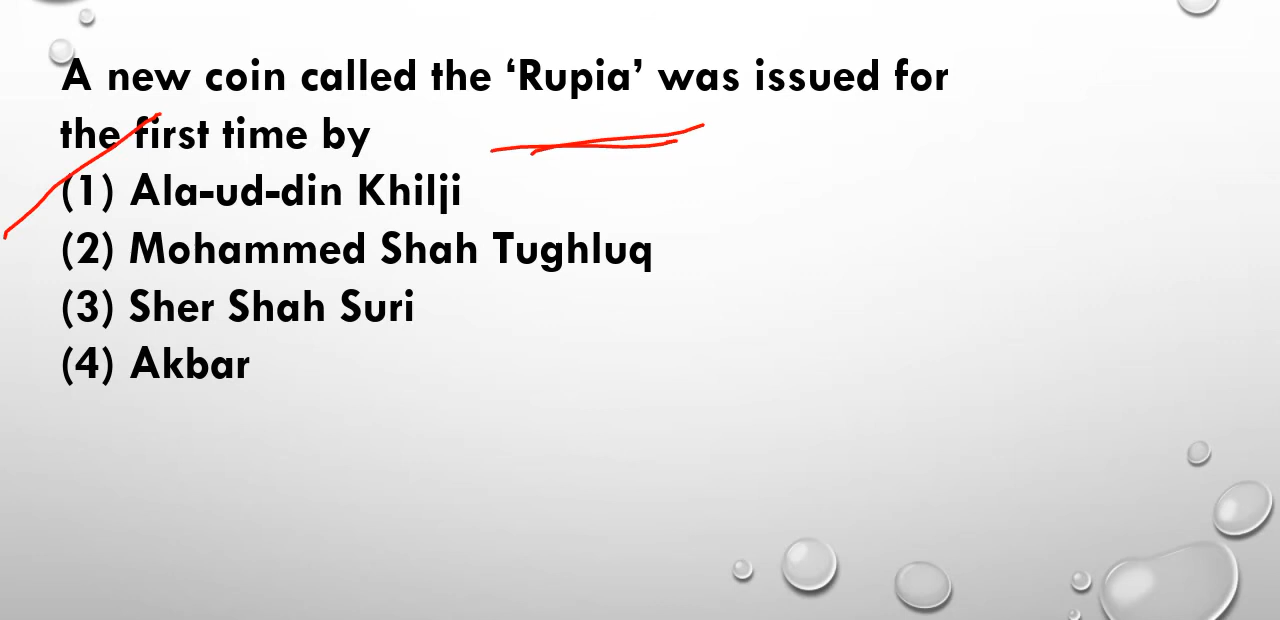 A new coin called the ‘Rupia’ was issued for
the first time by
(1) Ala-ud-din Khilji
(2) Mohammed Shah Tughluq
(3) Sher Shah Suri
(4) Akbar